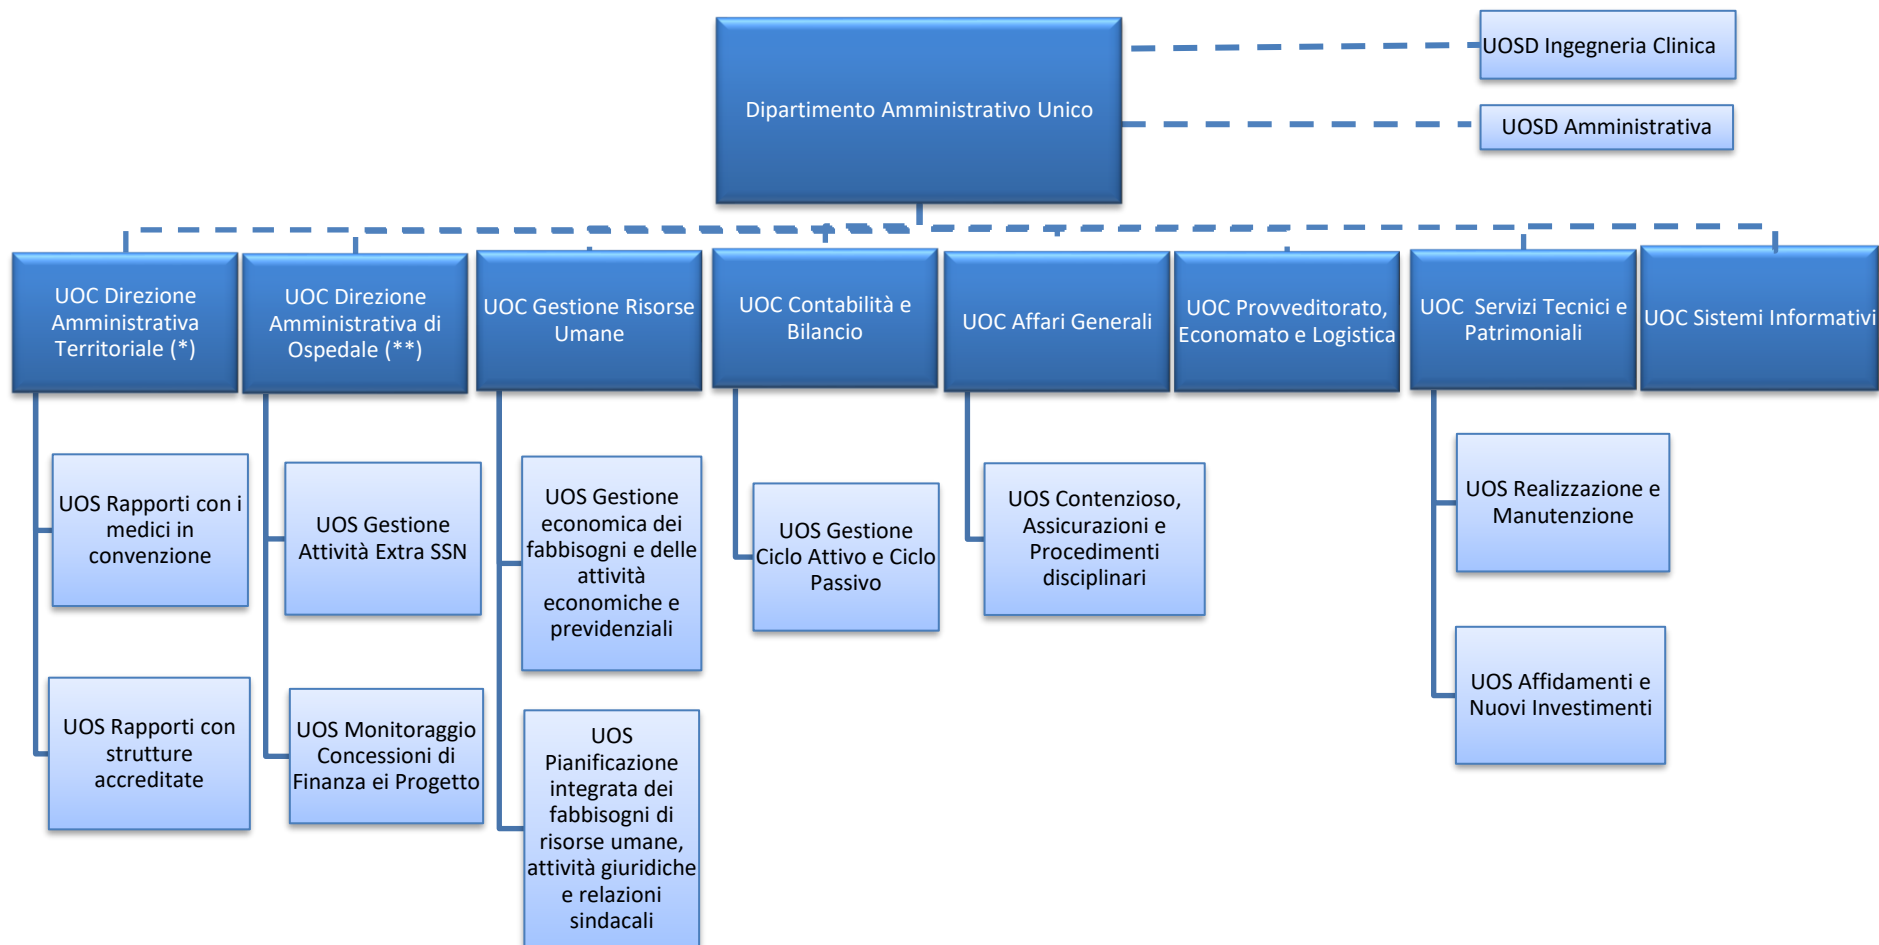 Dipartimento Amministrativo Unico
UOSD Ingegneria Clinica
UOSD Amministrativa
UOC Direzione
Amministrativa
Territoriale (*)
UOC Direzione
Amministrativa di
Ospedale (**)
UOC Gestione Risorse
Umane
UOC Contabilità e
Bilancio
UOC Affari Generali
UOC Provveditorato,
Economato e Logistica
UOC  Servizi Tecnici e
Patrimoniali
UOC Sistemi Informativi
UOS Rapporti con i
medici in
convenzione
UOS Rapporti con
strutture
accreditate
UOS Gestione
Attività Extra SSN
UOS Monitoraggio
Concessioni di
Finanza ei Progetto
UOS Gestione
economica dei
fabbisogni e delle
attività
economiche e
previdenziali
UOS
Pianificazione
integrata dei
fabbisogni di
risorse umane,
attività giuridiche
e relazioni
sindacali
UOS Gestione
Ciclo Attivo e Ciclo
Passivo
UOS Contenzioso,
Assicurazioni e
Procedimenti
disciplinari
UOS Realizzazione e
Manutenzione
UOS Affidamenti e
Nuovi Investimenti